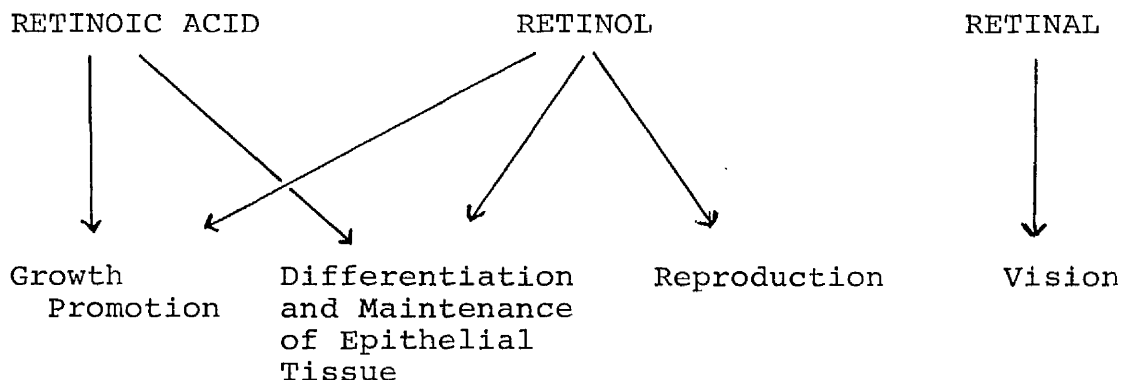 RETINOIC ACID RETINOL RETINAL
Growth Promotion
Differentiation and Maintenance of Epithelial Tissue
Reproduction
Vision